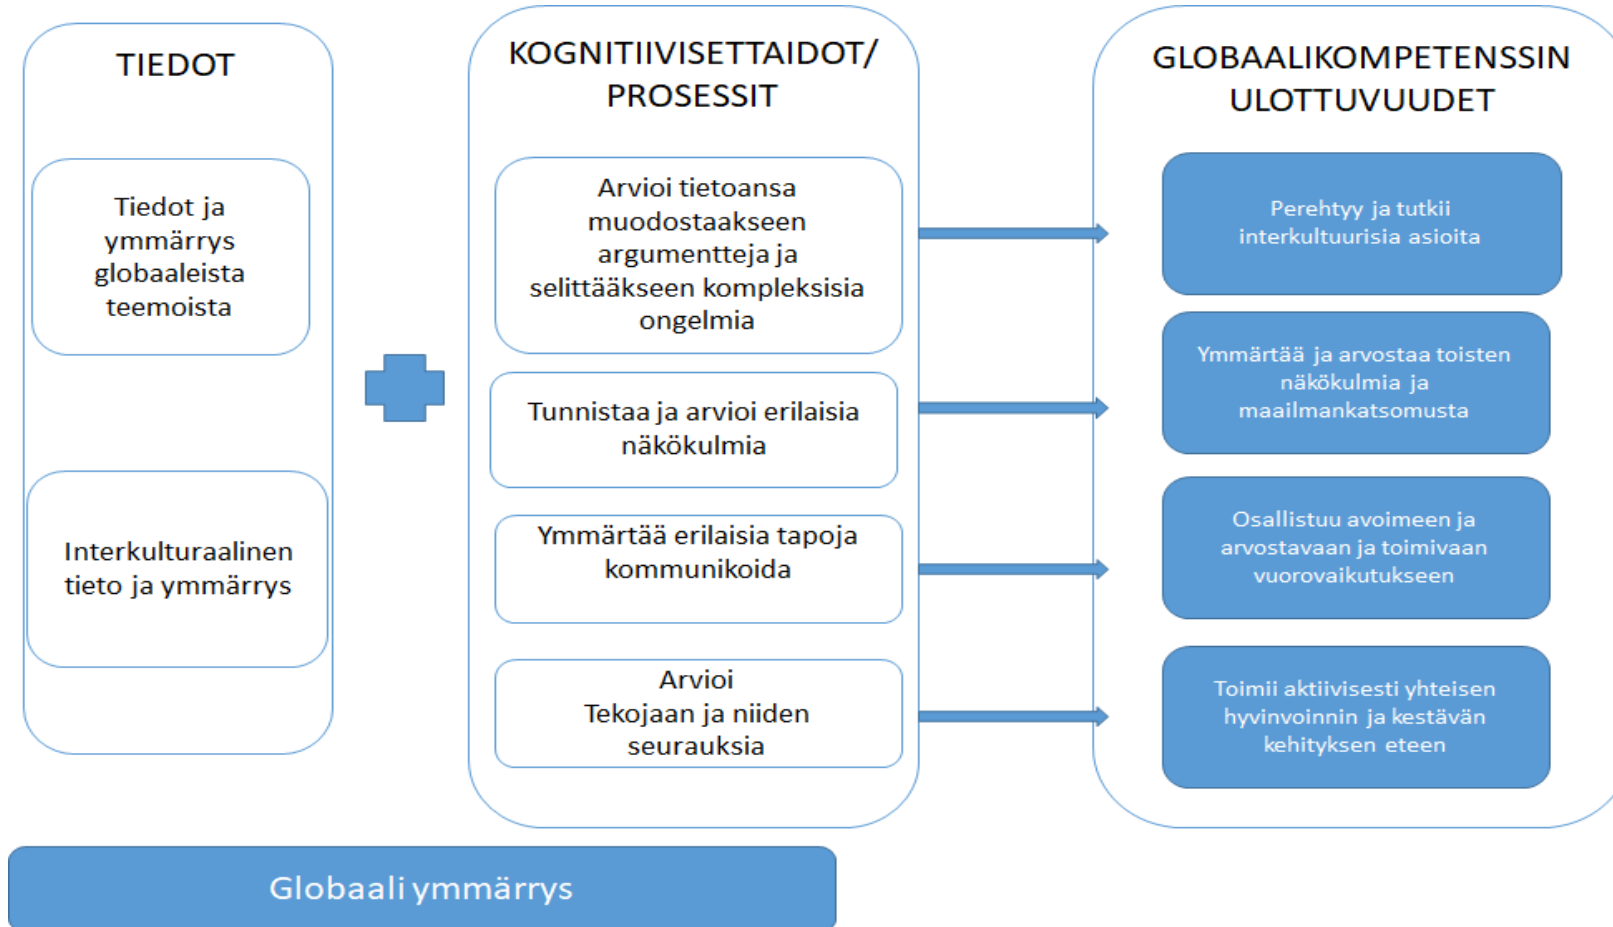 TIEDOT
Tiedot ja
ymmärrys
globaaleista
teemoista
Interkulturaalinen
tieto ja ymmärrys
KOGNITIIVISETTAIDOT/
PROSESSIT
Arvioi tietoansa
muodostaakseen
argumentteja ja
selittääkseen kompleksisia
ongelmia
Tunnistaa ja arvioi erilaisia
näkökulmia
Ymmärtää erilaisia tapoja
kommunikoida
Arvioi
Tekojaan ja niiden
seurauksia
GLOBAALIKOMPETENSSIN
ULOTTUVUUDET
Perehtyy ja tutkii
interkultuurisia asioita
Ymmärtää ja arvostaa toisten
näkökulmia ja
maailmankatsomusta
Osallistuu avoimeen ja
arvostavaan ja toimivaan
vuorovaikutukseen
Toimii aktiivisesti yhteisen
hyvinvoinnin ja kestävän
kehityksen eteen
Globaali ymmärrys